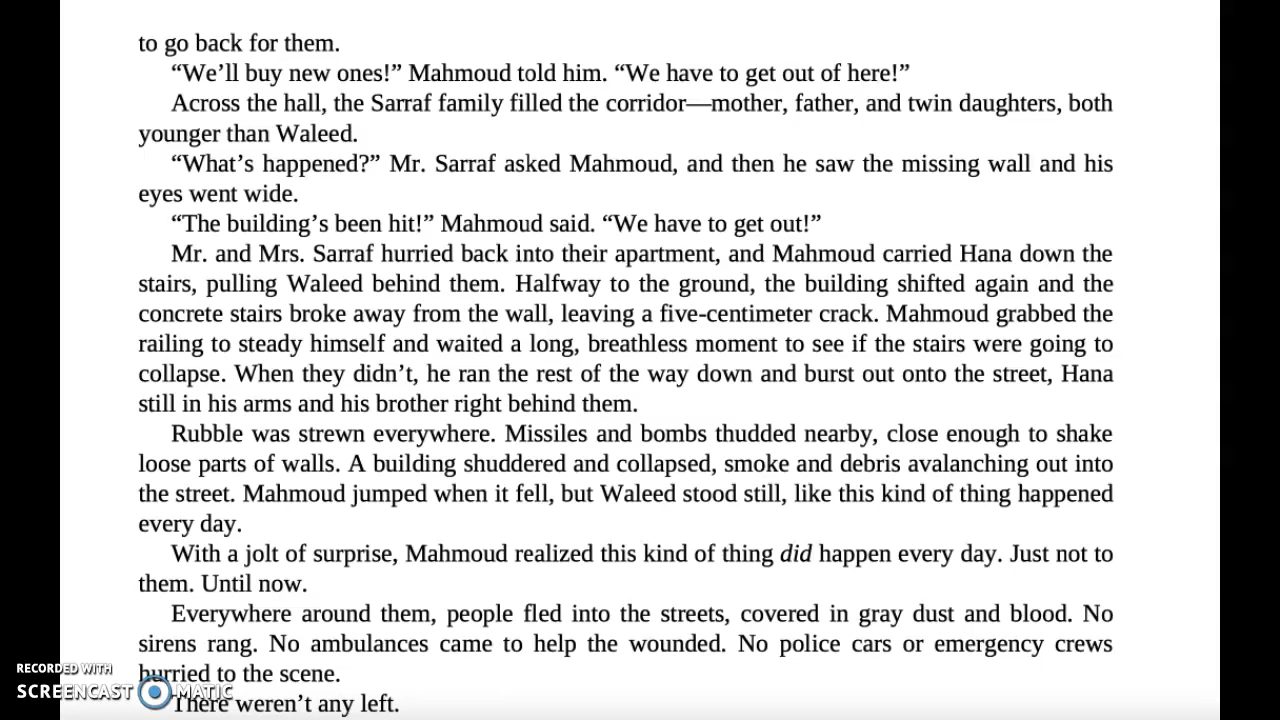 to go back for them.
“We’ll buy new ones!” Mahmoud told him. “We have to get out of here!”
Across the hall, the Sarraf family filled the corridor—mother, father, and twin daughters, both
younger than Waleed.
“What’s happened?” Mr. Sarraf asked Mahmoud, and then he saw the missing wall and his
eyes went wide.
“The building’s been hit!” Mahmoud said. “We have to get out!”
Mr. and Mrs. Sarraf hurried back into their apartment, and Mahmoud carried Hana down the
stairs, pulling Waleed behind them. Halfway to the ground, the building shifted again and the
concrete stairs broke away from the wall, leaving a five-centimeter crack. Mahmoud grabbed the
railing to steady himself and waited a long, breathless moment to see if the stairs were going to
collapse. When they didn’t, he ran the rest of the way down and burst out onto the street, Hana
still in his arms and his brother right behind them.
Rubble was strewn everywhere. Missiles and bombs thudded nearby, close enough to shake
loose parts of walls. A building shuddered and collapsed, smoke and debris avalanching out into
the street. Mahmoud jumped when it fell, but Waleed stood still, like this kind of thing happened
every day.
With a jolt of surprise, Mahmoud realized this kind of thing did happen every day. Just not to
them. Until now.
Everywhere around them, people fled into the streets, covered in gray dust and blood. No
sirens rang. No ambulances came to help the wounded. No police cars or emergency crews
hurried to the scene.
There weren’t any left.
RECORDED WITH
SCREENCAST MATIC